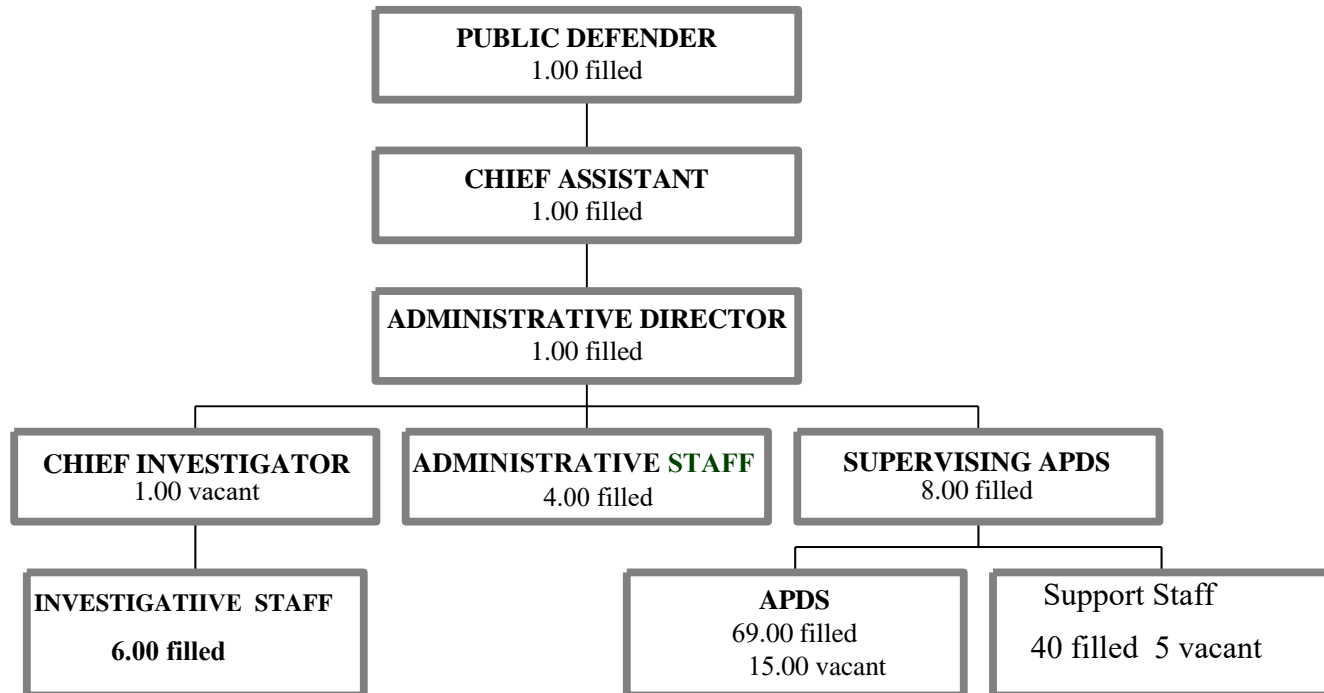 PUBLIC DEFENDER
1.00 filled
CHIEF ASSISTANT
1.00 filled
ADMINISTRATIVE DIRECTOR
1.00 filled
CHIEF INVESTIGATOR
1.00 vacant
ADMINISTRATIVE STAFF
4.00 filled
SUPERVISING APDS
8.00 filled
INVESTIGATIIVE STAFF
6.00 filled
APDS
69.00 filled
15.00 vacant
Support Staff
40 filled 5 vacant